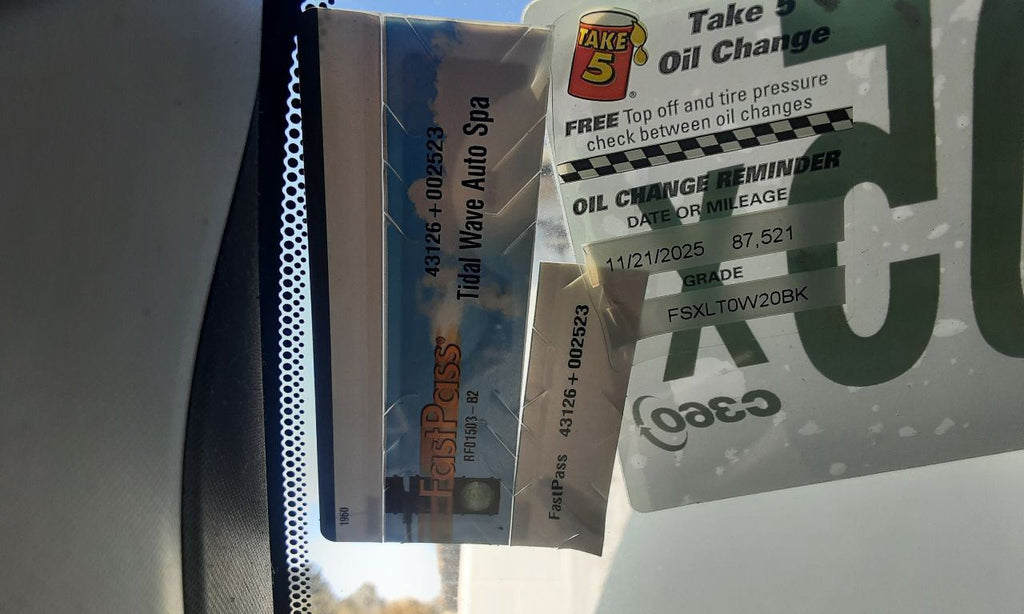 1960
FastPass®
RF01503 – B2
43126 + 002523
Tidal Wave Auto Spa
FastPass 43126 + 002523
TAKE
5
®
Take 5
Oil Change
FREE Top off and tire pressure
check between oil changes
OIL CHANGE REMINDER
DATE OR MILEAGE
11/21/2025 87,521
GRADE
FSXLT0W20BK
c360